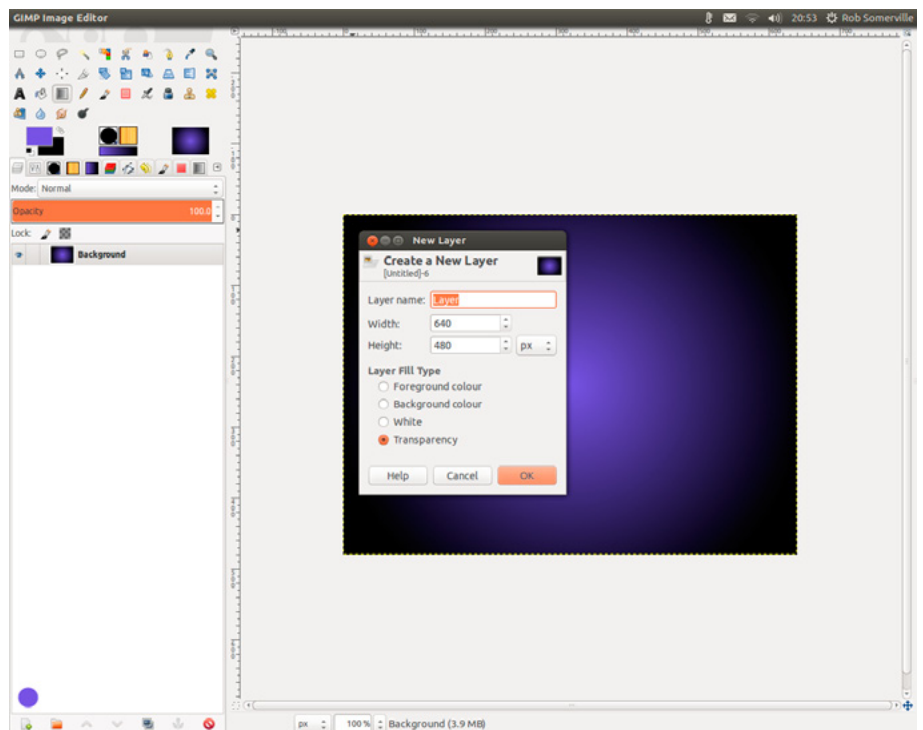 GIMP Image Editor 20:53 Rob Somerville
Mode: Normal
Opacity 100.0
Lock:
Background
New Layer
Create a New Layer
[Untitled]-6
Layer name: Layer
Width: 640
Height: 480 px
Layer Fill Type
Foreground colour
Background colour
White
Transparency
Help Cancel OK
px 100 % Background (3.9 MB)